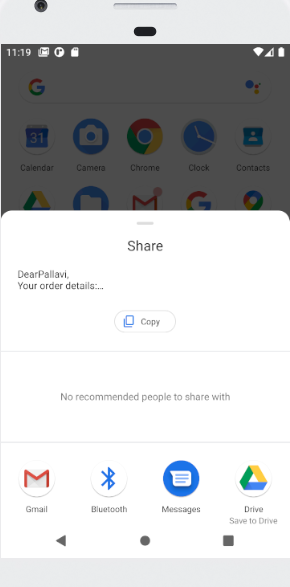 11:19
Calendar Camera Chrome Clock Contacts
Share
DearPallavi,
Your order details:...
Copy
No recommended people to share with
Gmail Bluetooth Messages Drive
Save to Drive